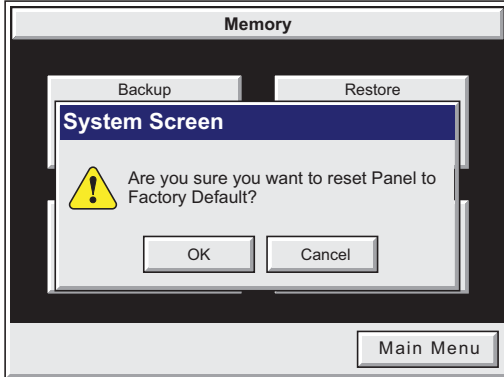 Memory
Backup Restore
System Screen
Are you sure you want to reset Panel to
Factory Default?
OK Cancel
Main Menu